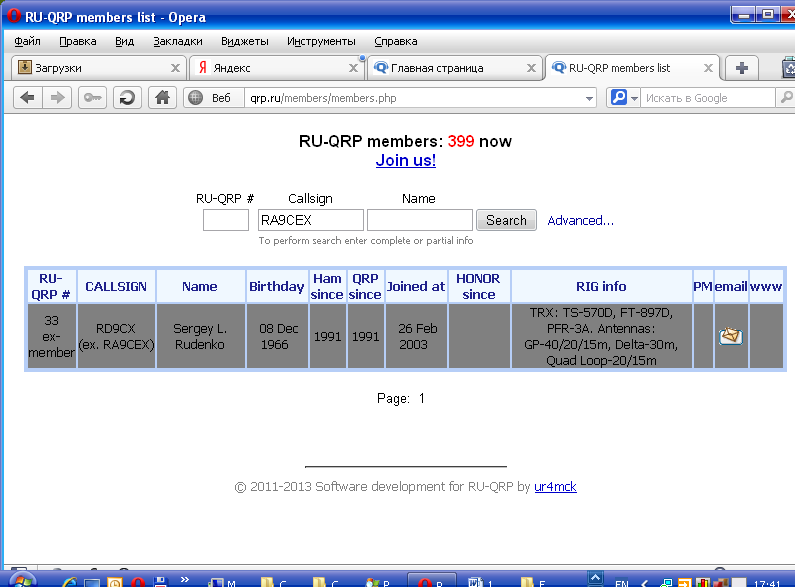 RU-QRP members list - Opera
Файл Правка Вид Закладки Виджеты Инструменты Справка
Загрузки Яндекс Главная страница RU-QRP members list
Веб qrp.ru/members/members.php Искать в Google
RU-QRP members: 399 now
Join us!
RU-QRP # Callsign Name
RA9CEX Search Advanced...
To perform search enter complete or partial info
RU-QRP # CALLSIGN Name Birthday Ham since QRP since Joined at HONOR since RIG info PM email www
33 ex-member RD9CX (ex. RA9CEX) Sergey L. Rudenko 08 Dec 1966 1991 1991 26 Feb 2003 TRX: TS-570D, FT-897D, PFR-3A. Antennas: GP-40/20/15m, Delta-30m, Quad Loop-20/15m
Page: 1
© 2011-2013 Software development for RU-QRP by ur4mck
EN 17:41